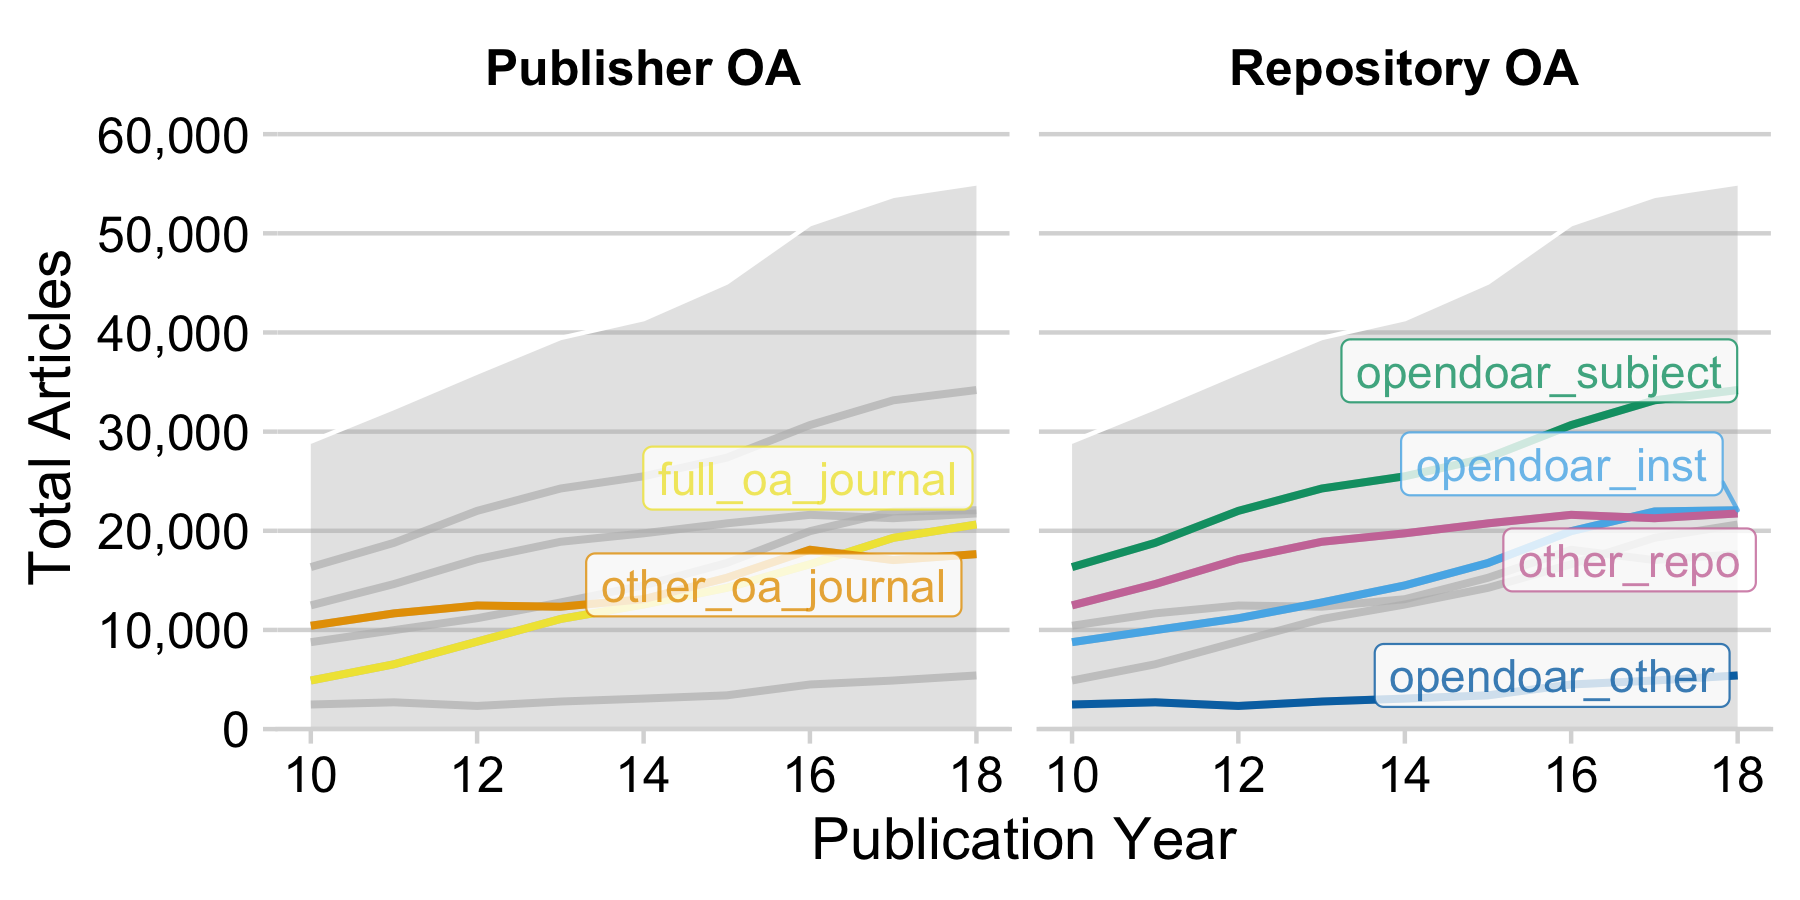 Publisher OA
Repository OA
Total Articles
60,000
50,000
40,000
30,000
20,000
10,000
0
full_oa_journal
other_oa_journal
opendoar_subject
opendoar_inst
other_repo
opendoar_other
10 12 14 16 18
10 12 14 16 18
Publication Year